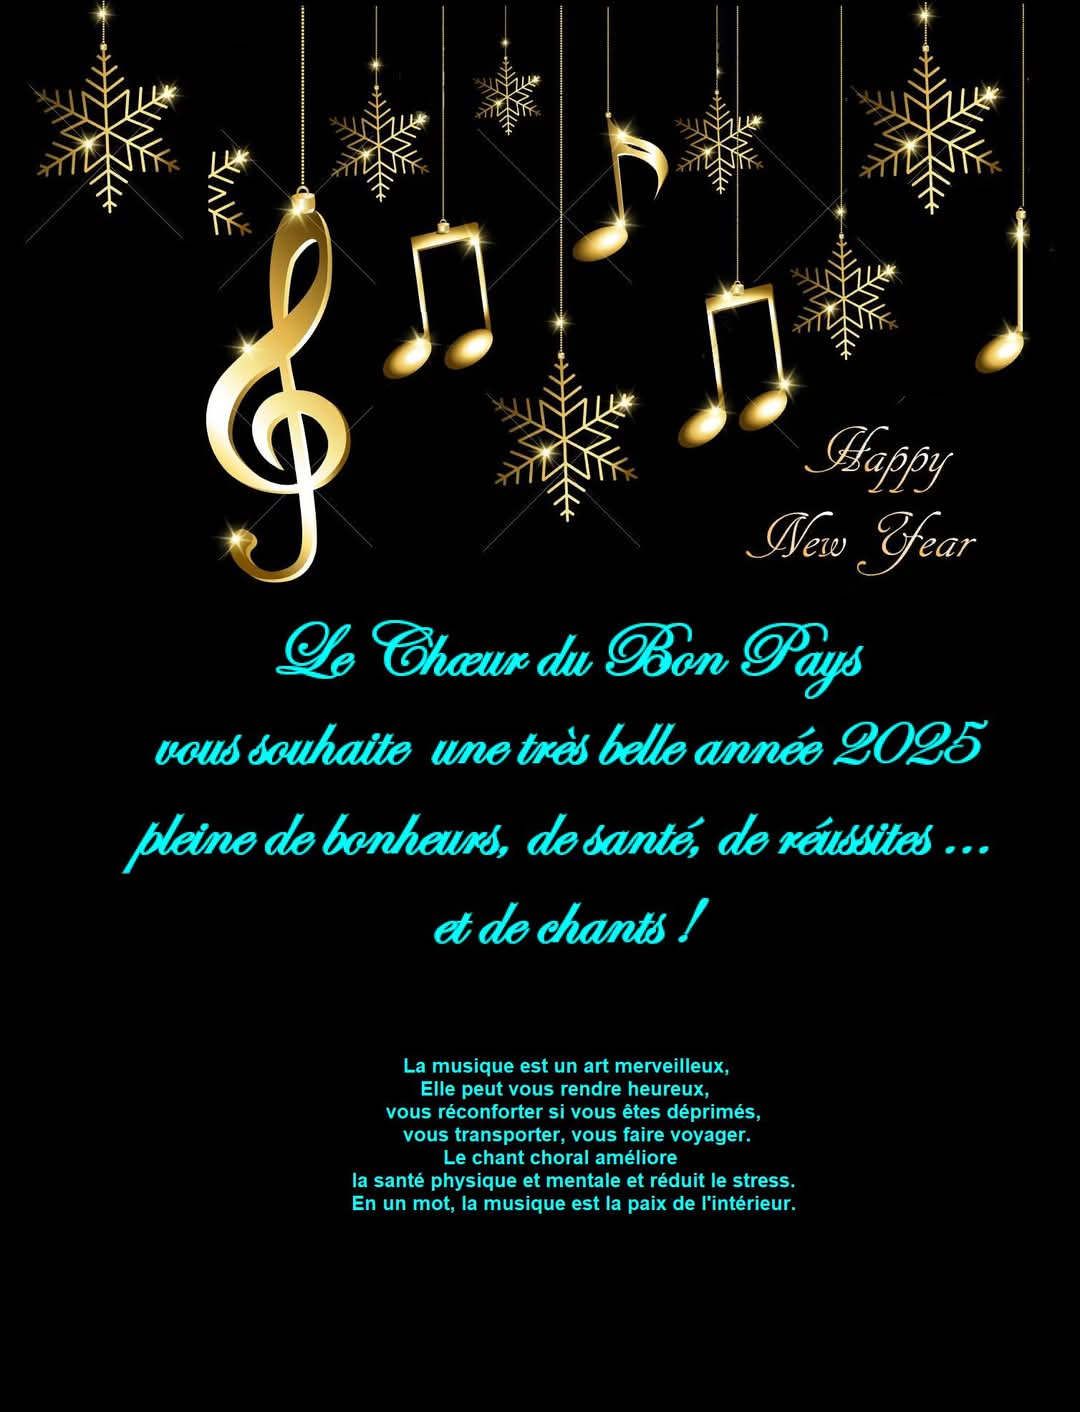 Happy
New Year
Le Chœur du Bon Pays
vous souhaite une très belle année 2025
pleine de bonheurs, de santé, de réussites ...
et de chants !
La musique est un art merveilleux,
Elle peut vous rendre heureux,
vous réconforter si vous êtes déprimés,
vous transporter, vous faire voyager.
Le chant choral améliore
la santé physique et mentale et réduit le stress.
En un mot, la musique est la paix de l'intérieur.